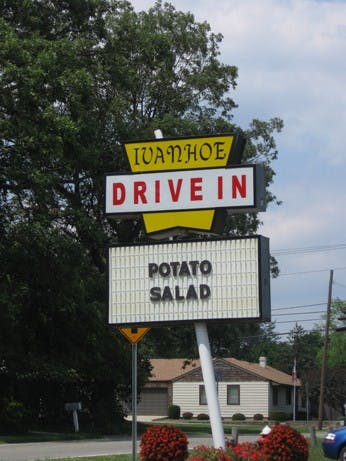 IVANHOE
DRIVE IN
POTATO
SALAD